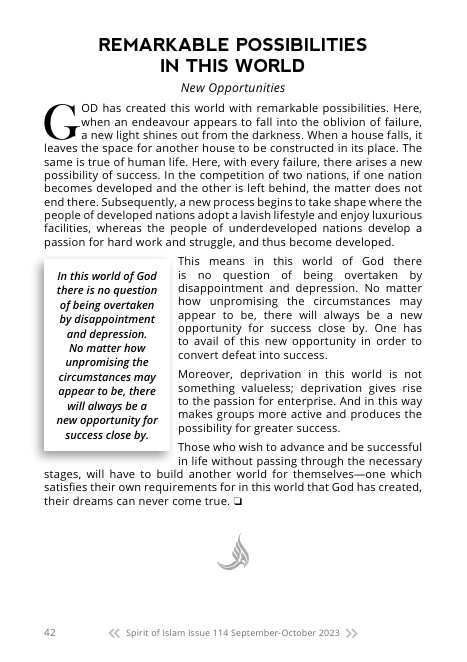 REMARKABLE POSSIBILITIES
IN THIS WORLD
New Opportunities
GOD has created this world with remarkable possibilities. Here,
when an endeavour appears to fall into the oblivion of failure,
a new light shines out from the darkness. When a house falls, it
leaves the space for another house to be constructed in its place. The
same is true of human life. Here, with every failure, there arises a new
possibility of success. In the competition of two nations, if one nation
becomes developed and the other is left behind, the matter does not
end there. Subsequently, a new process begins to take shape where the
people of developed nations adopt a lavish lifestyle and enjoy luxurious
facilities, whereas the people of underdeveloped nations develop a
passion for hard work and struggle, and thus become developed.
In this world of God
there is no question
of being overtaken
by disappointment
and depression.
No matter how
unpromising the
circumstances may
appear to be, there
will always be a
new opportunity for
success close by.
This means in this world of God there
is no question of being overtaken by
disappointment and depression. No matter
how unpromising the circumstances may
appear to be, there will always be a new
opportunity for success close by. One has
to avail of this new opportunity in order to
convert defeat into success.
Moreover, deprivation in this world is not
something valueless; deprivation gives rise
to the passion for enterprise. And in this way
makes groups more active and produces the
possibility for greater success.
Those who wish to advance and be successful
in life without passing through the necessary
stages, will have to build another world for themselves—one which
satisfies their own requirements for in this world that God has created,
their dreams can never come true. ❑
42
Spirit of Islam Issue 114 September-October 2023